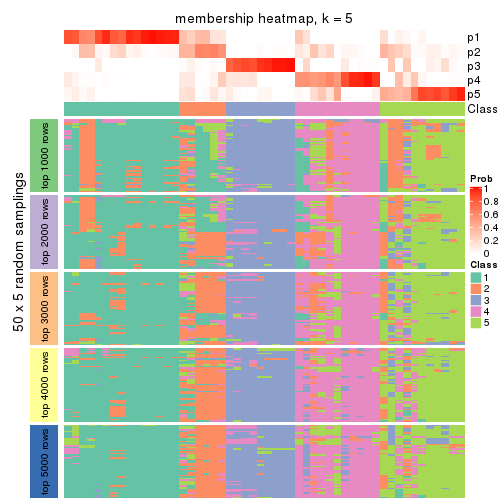 membership heatmap, k = 5
p1
p2
p3
p4
p5
Class
50 x 5 random samplings
top 1000 rows
top 2000 rows
top 3000 rows
top 4000 rows
top 5000 rows
Prob
1
0.8
0.6
0.4
0.2
0
Class
1
2
3
4
5